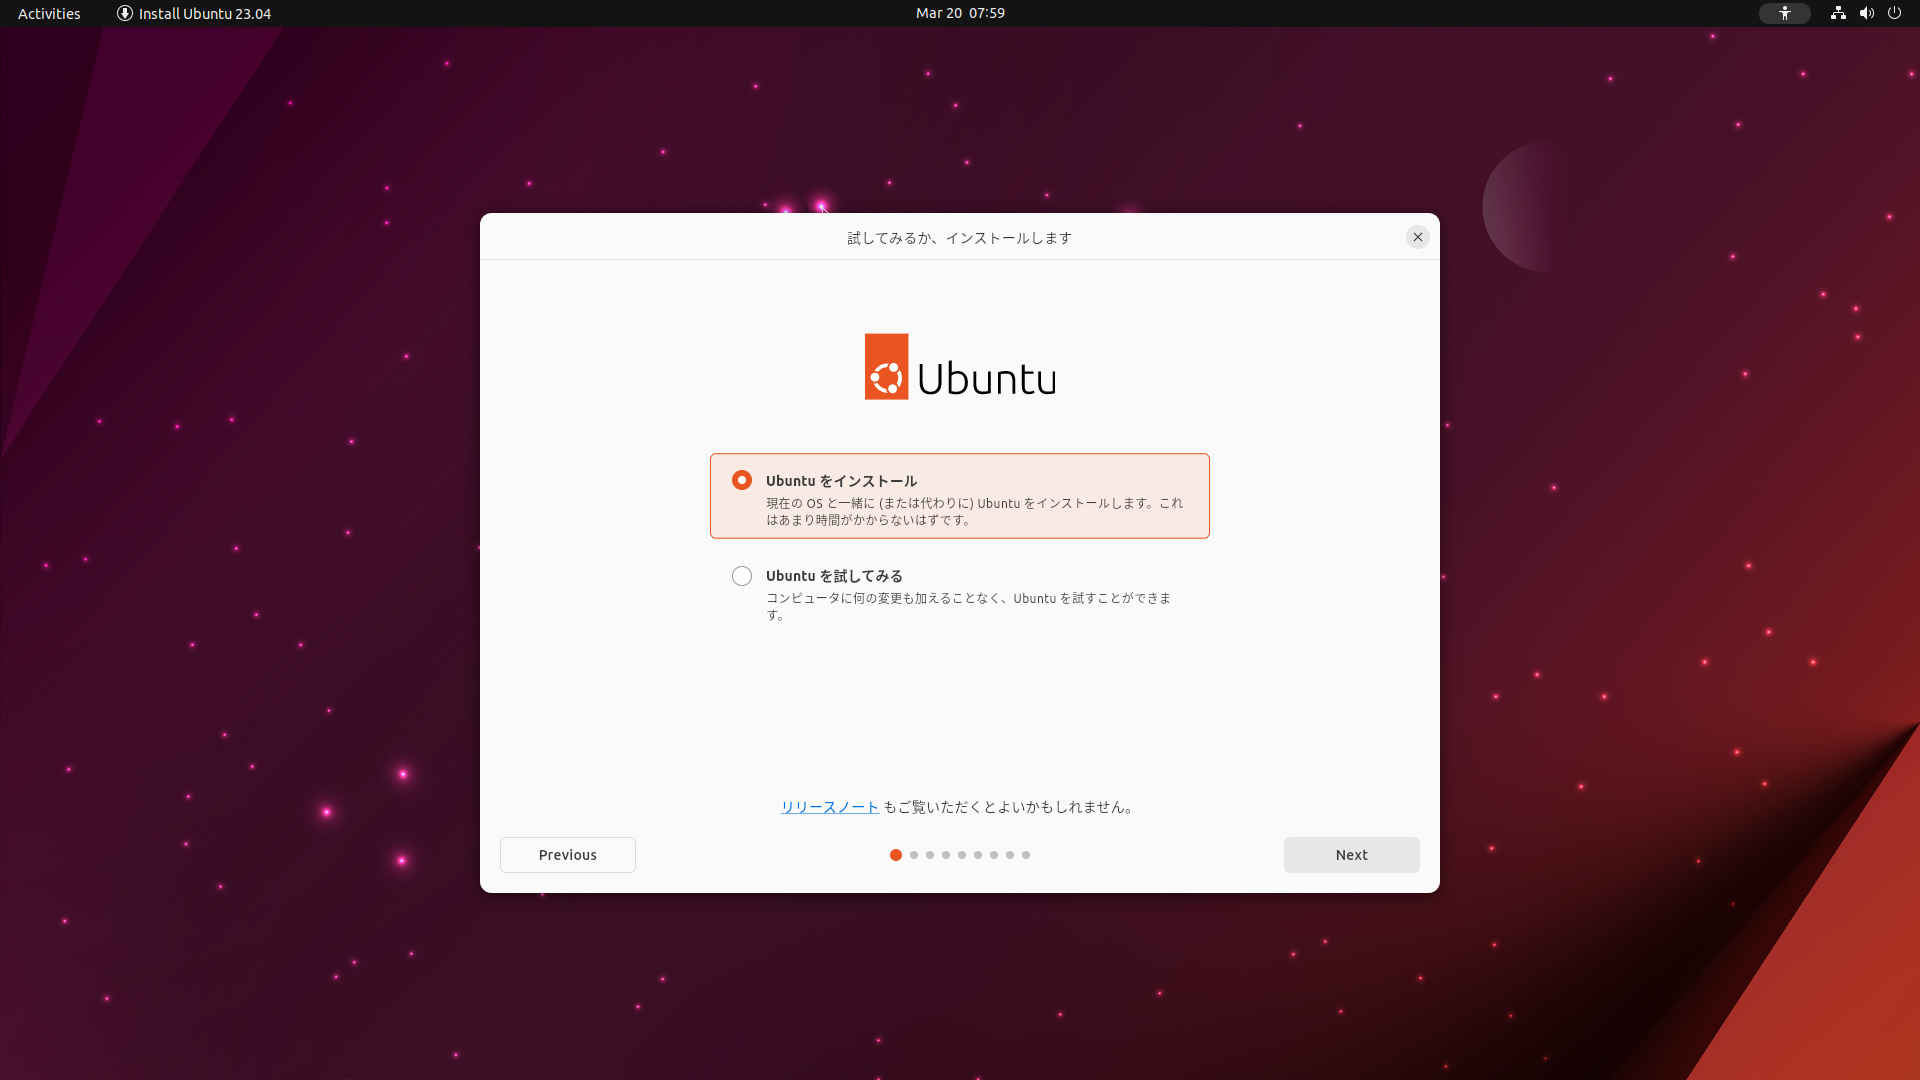 Activities
Install Ubuntu 23.04
Mar 20 07:59
試してみるか、インストールします
Ubuntu
Ubuntu をインストール
現在の OS と一緒に (または代わりに) Ubuntu をインストールします。これ
はあまり時間がかからないはずです。
Ubuntu を試してみる
コンピュータに何の変更も加えることなく、Ubuntu を試すことができま
す。
リリースノート もご覧いただくとよいかもしれません。
Previous
Next